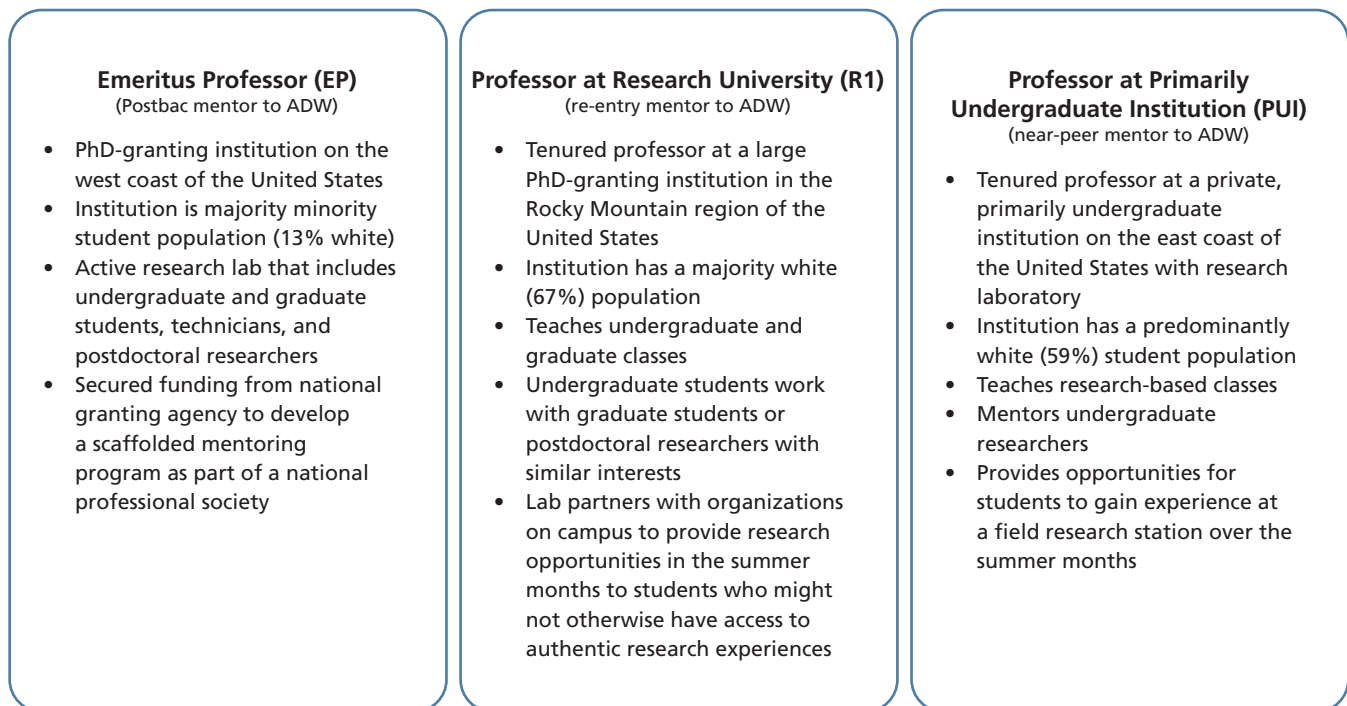 Emeritus Professor (EP)
(Postbac mentor to ADW)
• PhD-granting institution on the
west coast of the United States
• Institution is majority minority
student population (13% white)
• Active research lab that includes
undergraduate and graduate
students, technicians, and
postdoctoral researchers
• Secured funding from national
granting agency to develop
a scaffolded mentoring
program as part of a national
professional society
Professor at Research University (R1)
(re-entry mentor to ADW)
• Tenured professor at a large
PhD-granting institution in the
Rocky Mountain region of the
United States
• Institution has a majority white
(67%) population
• Teaches undergraduate and
graduate classes
• Undergraduate students work
with graduate students or
postdoctoral researchers with
similar interests
• Lab partners with organizations
on campus to provide research
opportunities in the summer
months to students who might
not otherwise have access to
authentic research experiences
Professor at Primarily
Undergraduate Institution (PUI)
(near-peer mentor to ADW)
• Tenured professor at a private,
primarily undergraduate
institution on the east coast of
the United States with research
laboratory
• Institution has a predominantly
white (59%) student population
• Teaches research-based classes
• Mentors undergraduate
researchers
• Provides opportunities for
students to gain experience at
a field research station over the
summer months